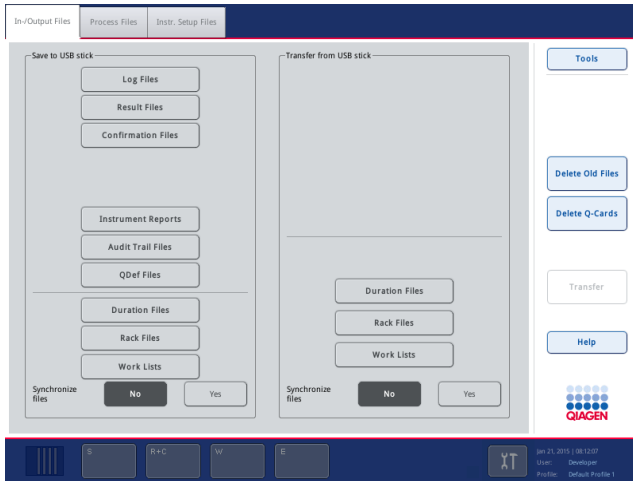 In-/Output Files
Process Files
Instr. Setup Files
Save to USB stick
Log Files
Result Files
Confirmation Files
Instrument Reports
Audit Trail Files
QDef Files
Duration Files
Rack Files
Work Lists
Synchronize
files
No
Yes
Transfer from USB stick
Duration Files
Rack Files
Work Lists
Synchronize
files
No
Yes
Tools
Delete Old Files
Delete Q-Cards
Transfer
Help
QIAGEN
S
R+C
W
E
Jan 21, 2015 | 08:12:07
User: Developer
Profile: Default Profile 1